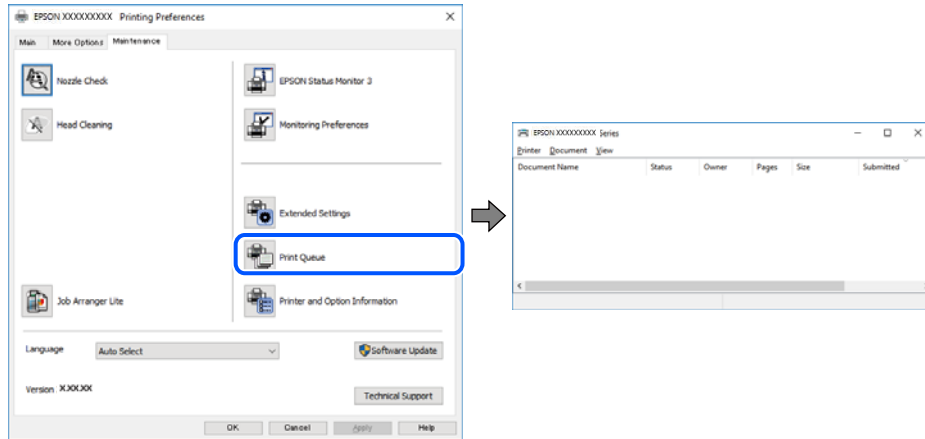 EPSON XXXXXXXXX Printing Preferences
Main More Options Maintenance
Nozzle Check
EPSON Status Monitor 3
Head Cleaning
Monitoring Preferences
Extended Settings
Print Queue
Job Arranger Lite
Printer and Option Information
Language Auto Select
Software Update
Version X.XX.XX
Technical Support
OK Cancel Apply Help
EPSON XXXXXXXXX Series
Printer Document View
Document Name Status Owner Pages Size Submitted